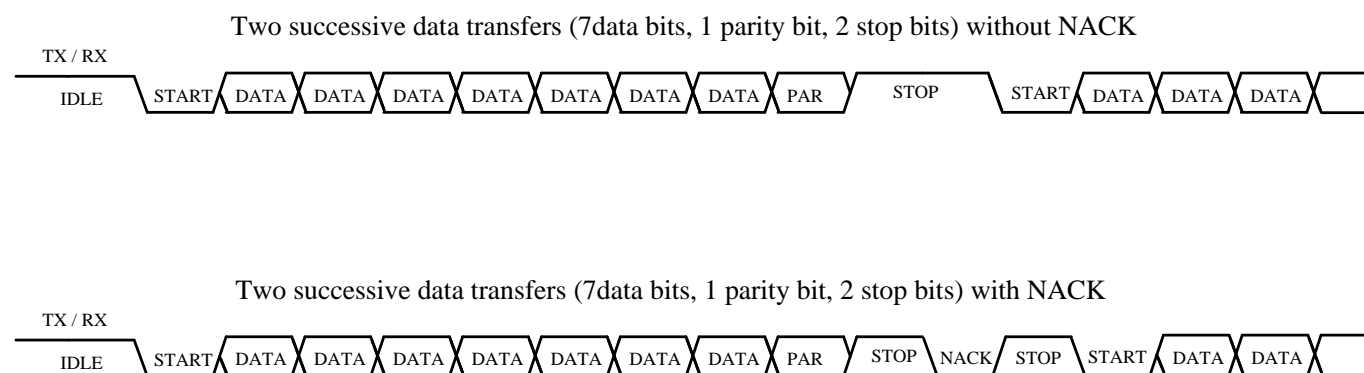 Two successive data transfers (7data bits, 1 parity bit, 2 stop bits) without NACK
TX / RX
IDLE START DATA DATA DATA DATA DATA DATA DATA PAR STOP START DATA DATA DATA
Two successive data transfers (7data bits, 1 parity bit, 2 stop bits) with NACK
TX / RX
IDLE START DATA DATA DATA DATA DATA DATA DATA PAR STOP NACK STOP START DATA DATA